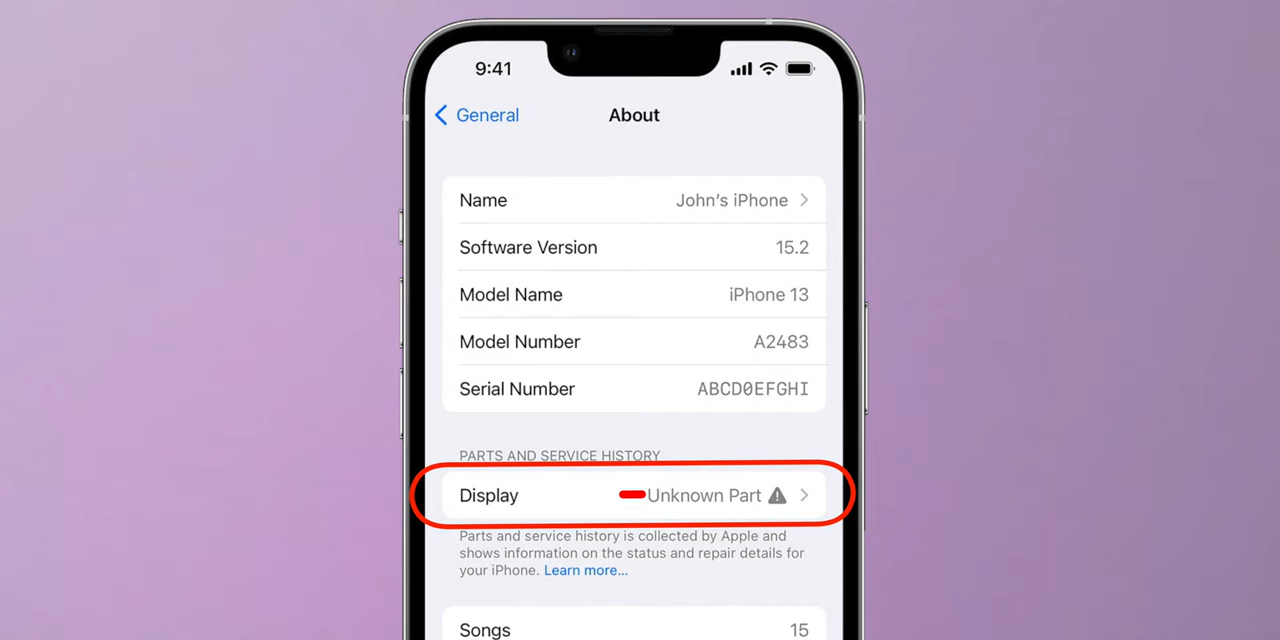 9:41
General
About
Name John’s iPhone
Software Version 15.2
Model Name iPhone 13
Model Number A2483
Serial Number ABCD0EFGHI
PARTS AND SERVICE HISTORY
Display Unknown Part
Parts and service history is collected by Apple and
shows information on the status and repair details for
your iPhone. Learn more...
Songs 15